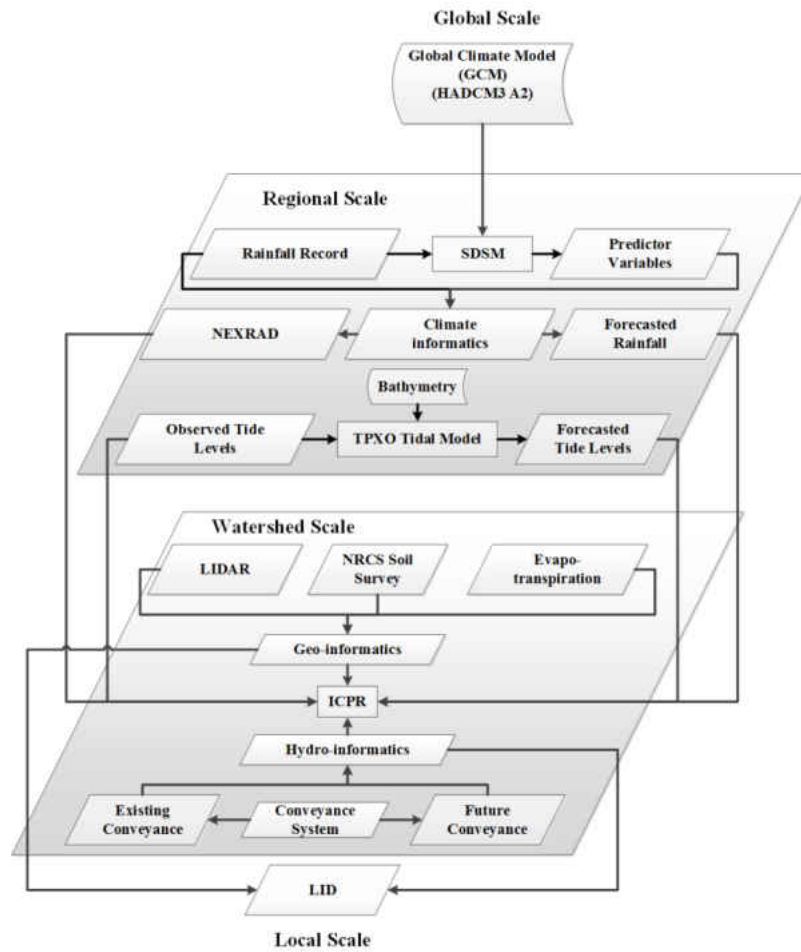 Global Scale
Global Climate Model
(GCM)
(HADCM3 A2)
Regional Scale
Rainfall Record
SDSM
Predictor
Variables
NEXRAD
Climate
informatics
Forecasted
Rainfall
Bathymetry
Observed Tide
Levels
TPXO Tidal Model
Forecasted
Tide Levels
Watershed Scale
LIDAR
NRCS Soil
Survey
Evapo-
transpiration
Geo-informatics
ICPR
Hydro-informatics
Existing
Conveyance
Conveyance
System
Future
Conveyance
LID
Local Scale